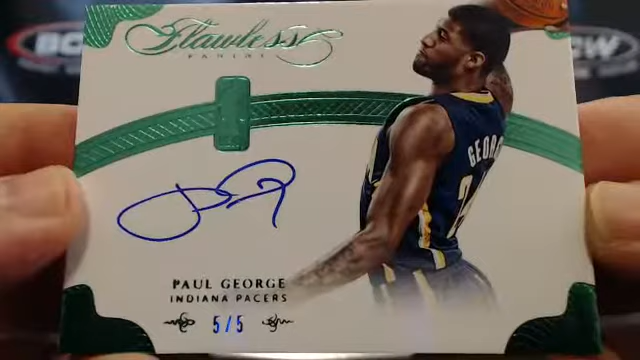 Flawless
PANINI
GEORGE
PAUL GEORGE
INDIANA PACERS
5/5